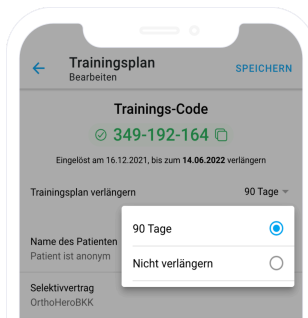 Trainingsplan
Bearbeiten
SPEICHERN
Trainings-Code
349-192-164
Eingelöst am 16.12.2021, bis zum 14.06.2022 verlängern
Trainingsplan verlängern
90 Tage
90 Tage
Nicht verlängern
Name des Patienten
Patient ist anonym
Selektivvertrag
OrthoHeroBKK